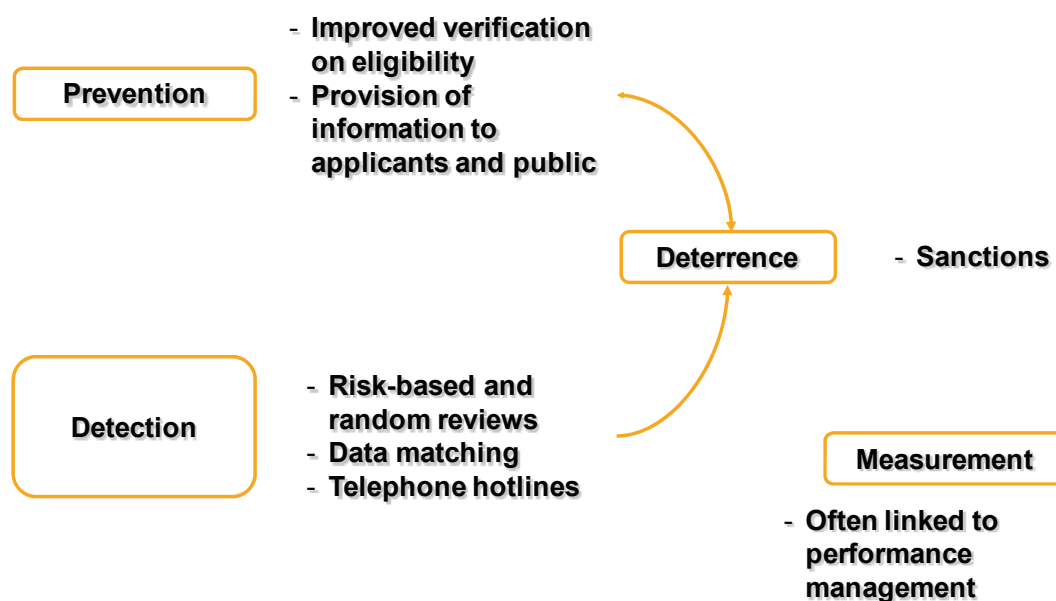 Prevention
- Improved verification
on eligibility
- Provision of
information to
applicants and public
Deterrence
- Sanctions
Detection
- Risk-based and
random reviews
- Data matching
- Telephone hotlines
Measurement
- Often linked to
performance
management